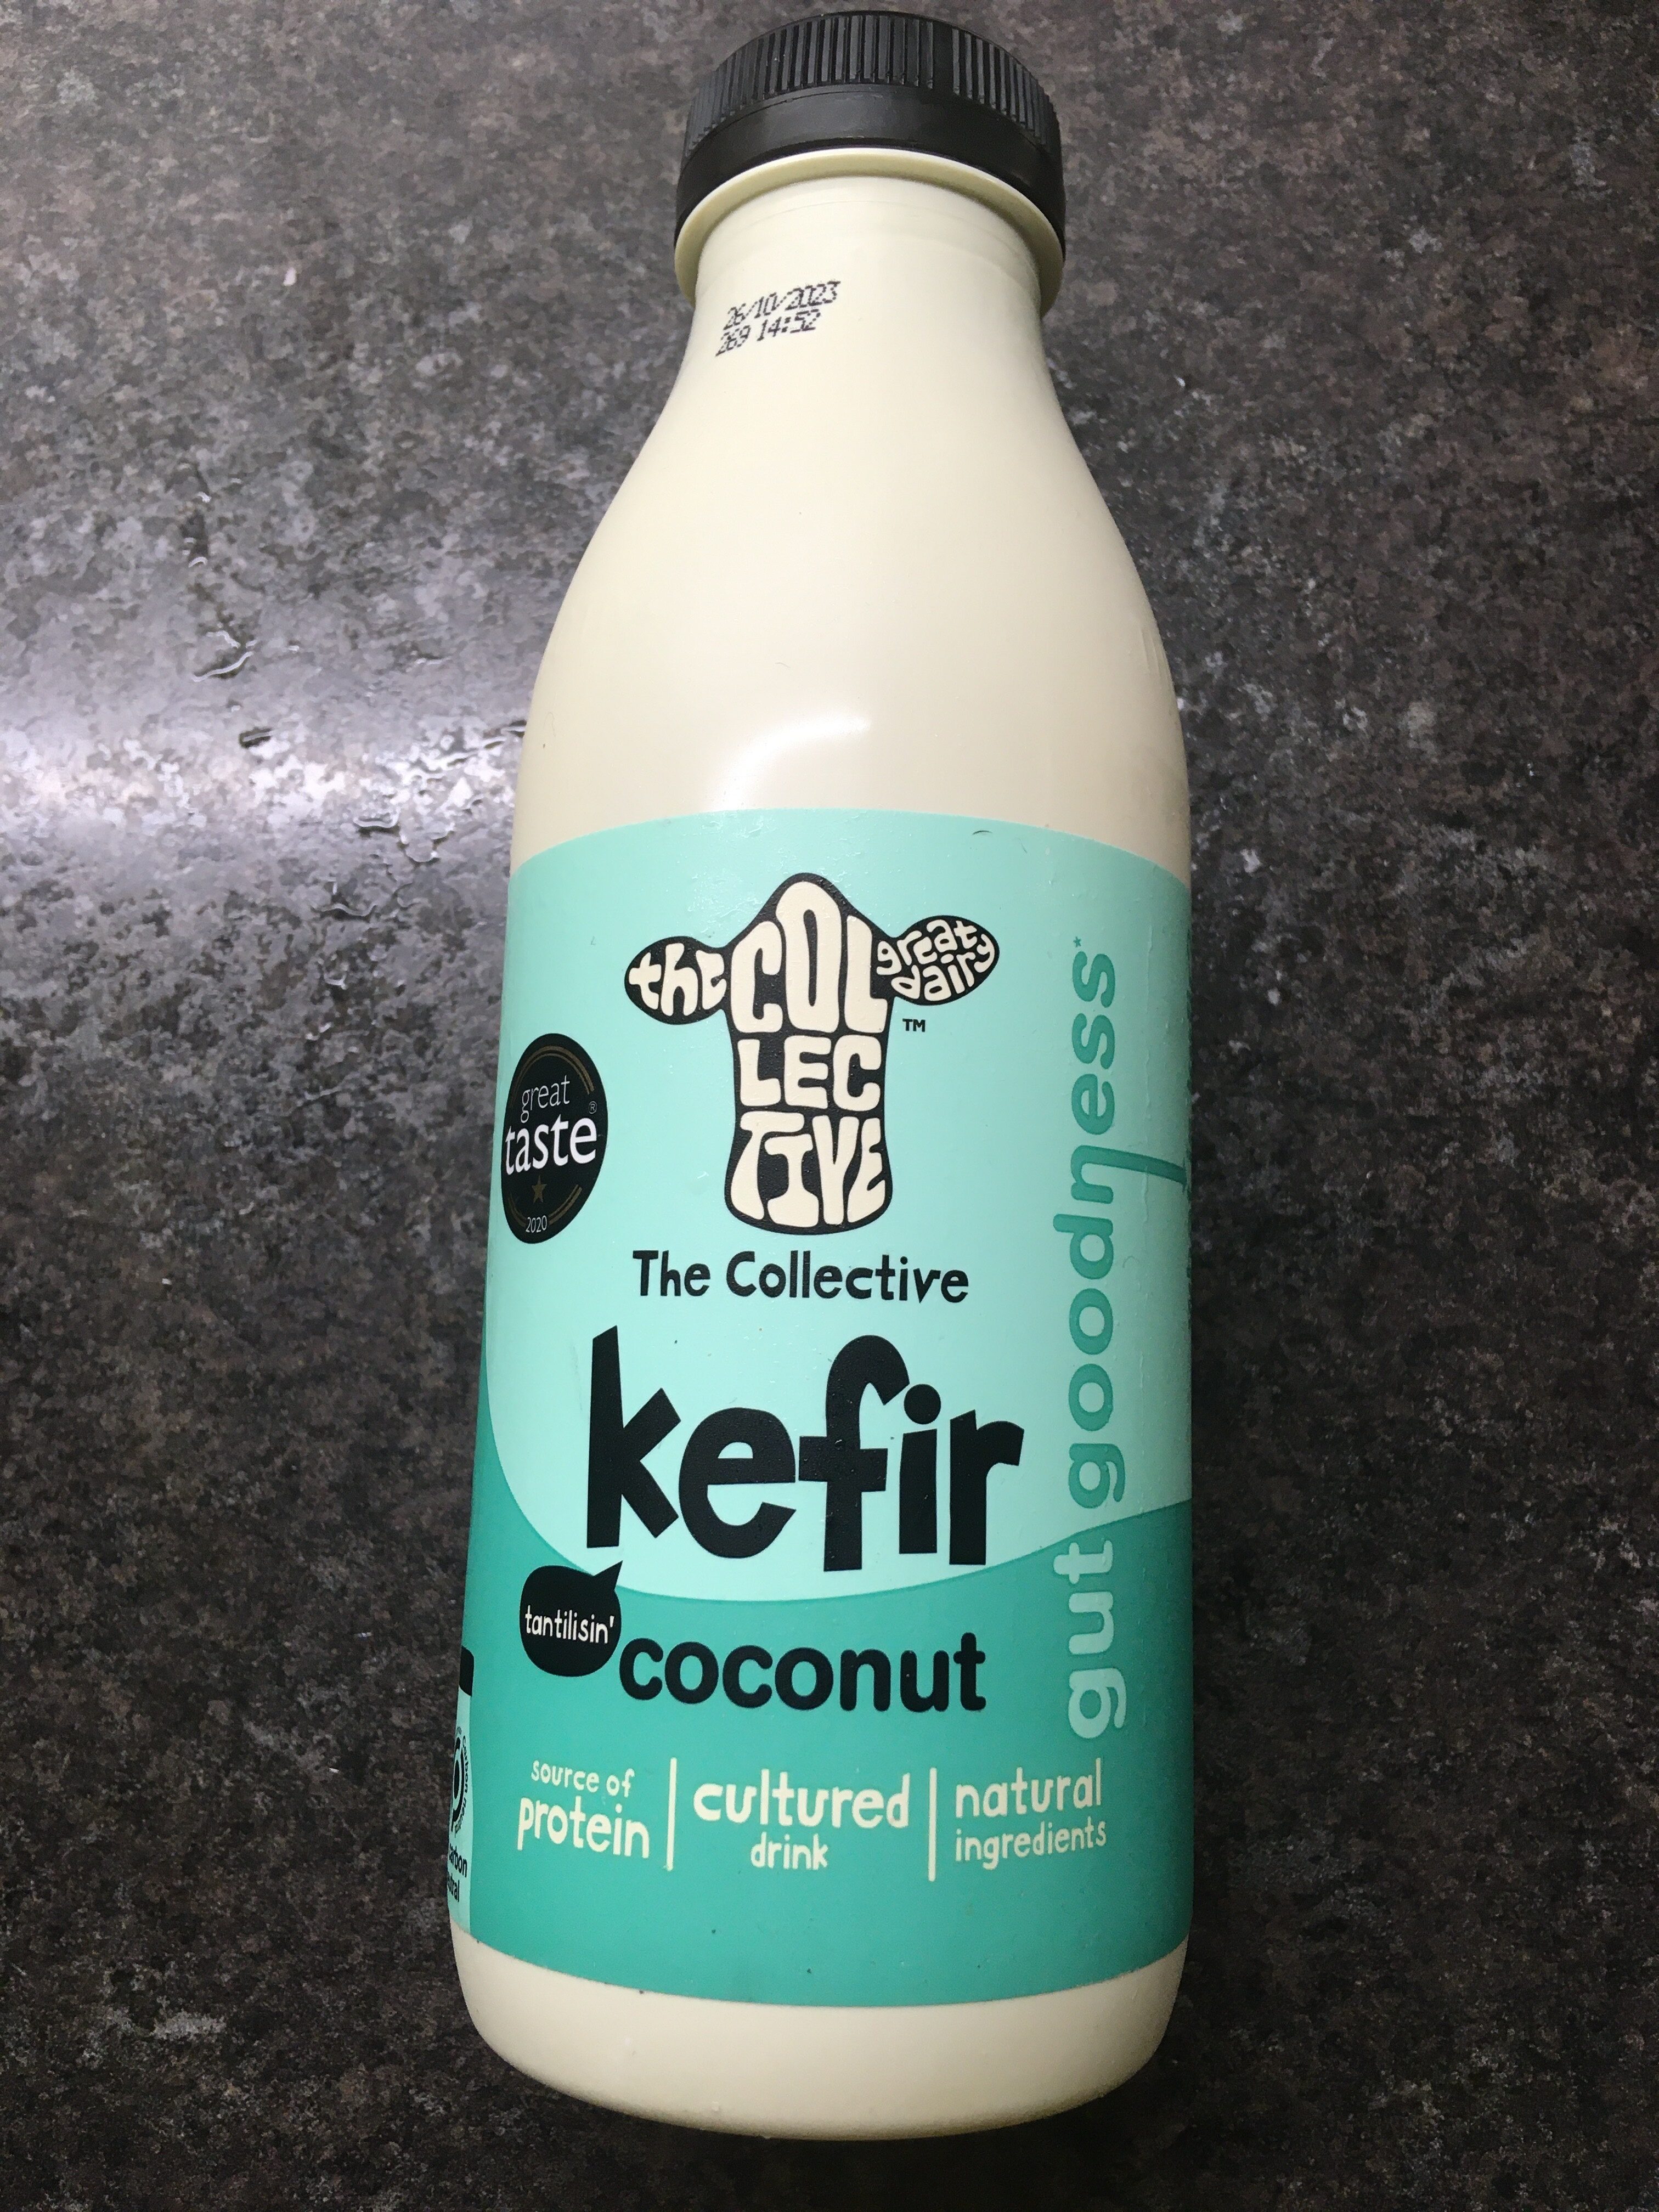 26/10/2023
269 14:52
the COL great
dairy
LEC
TIVE
TM
great
taste®
2020
The Collective
kefir
tantilisin'
coconut
gut goodness*
source of
protein
cultured
drink
natural
ingredients